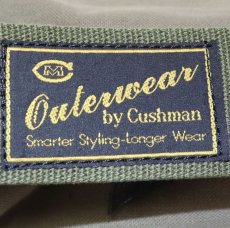 CM
Outerwear
by Cushman
Smarter Styling-Longer Wear